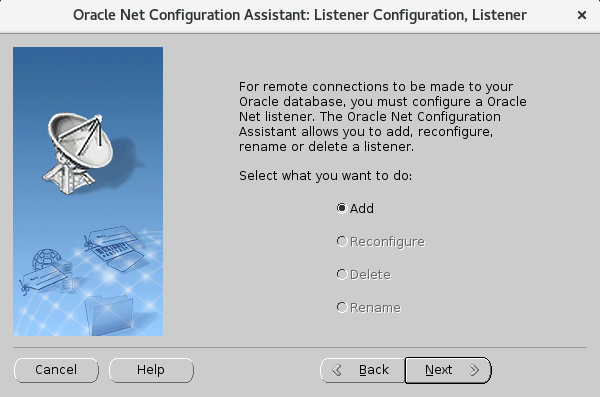 Oracle Net Configuration Assistant: Listener Configuration, Listener
For remote connections to be made to your
Oracle database, you must configure a Oracle
Net listener. The Oracle Net Configuration
Assistant allows you to add, reconfigure,
rename or delete a listener.
Select what you want to do:
Add
Reconfigure
Delete
Rename
Cancel
Help
Back
Next